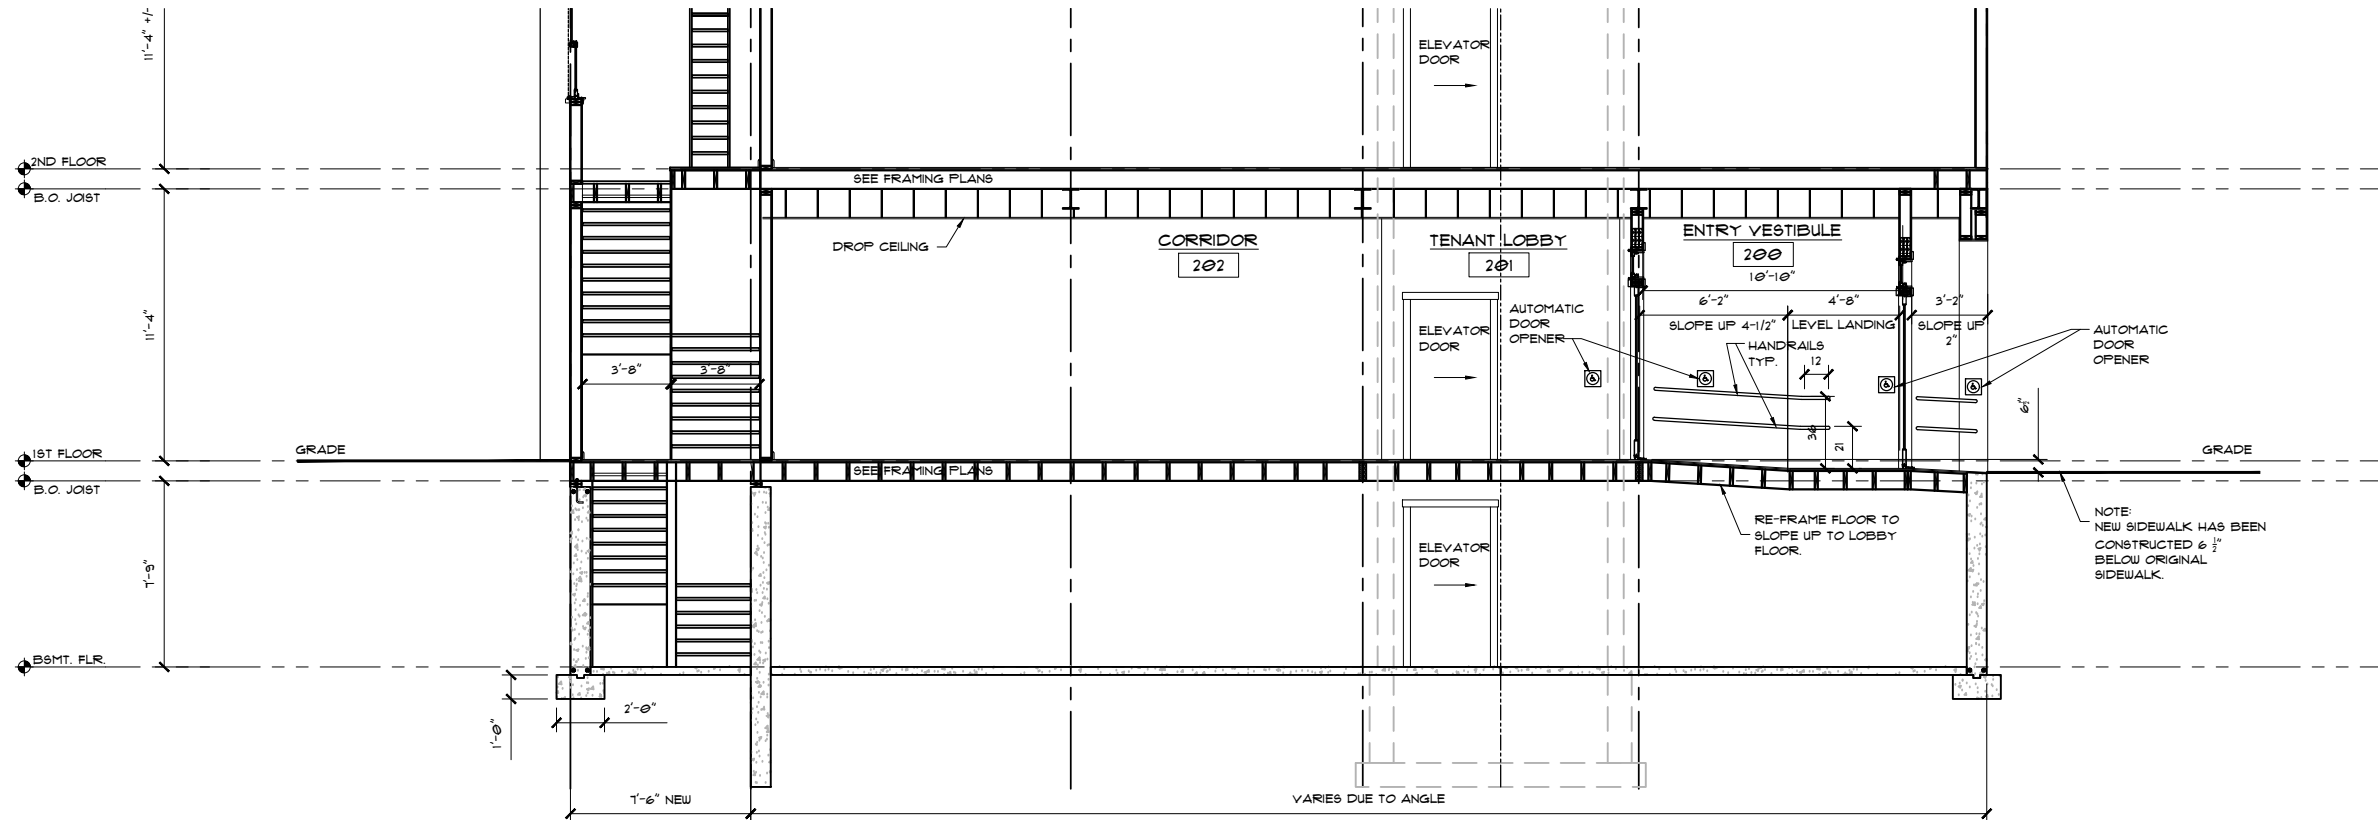 11'-4" +/-
ELEVATOR
DOOR
2ND FLOOR
B.O. JOIST
SEE FRAMING PLANS
DROP CEILING
CORRIDOR
202
TENANT LOBBY
201
ENTRY VESTIBULE
200
10'-10"
6'-2"
4'-8"
3'-2"
SLOPE UP 4-1/2"
LEVEL LANDING
SLOPE UP
2"
AUTOMATIC
DOOR
OPENER
HANDRAILS
TYP.
12
AUTOMATIC
DOOR
OPENER
11'-4"
ELEVATOR
DOOR
3'-8"
3'-8"
36
21
6½"
GRADE
GRADE
1ST FLOOR
B.O. JOIST
SEE FRAMING PLANS
RE-FRAME FLOOR TO
SLOPE UP TO LOBBY
FLOOR.
NOTE:
NEW SIDEWALK HAS BEEN
CONSTRUCTED 6 ½"
BELOW ORIGINAL
SIDEWALK.
ELEVATOR
DOOR
7'-9"
BSMT. FLR.
2'-0"
1'-0"
7'-6" NEW
VARIES DUE TO ANGLE